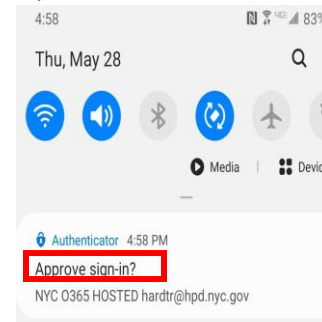 4:58 83%
Thu, May 28
Media | Devic
Authenticator 4:58 PM
Approve sign-in?
NYC O365 HOSTED hardtr@hpd.nyc.gov